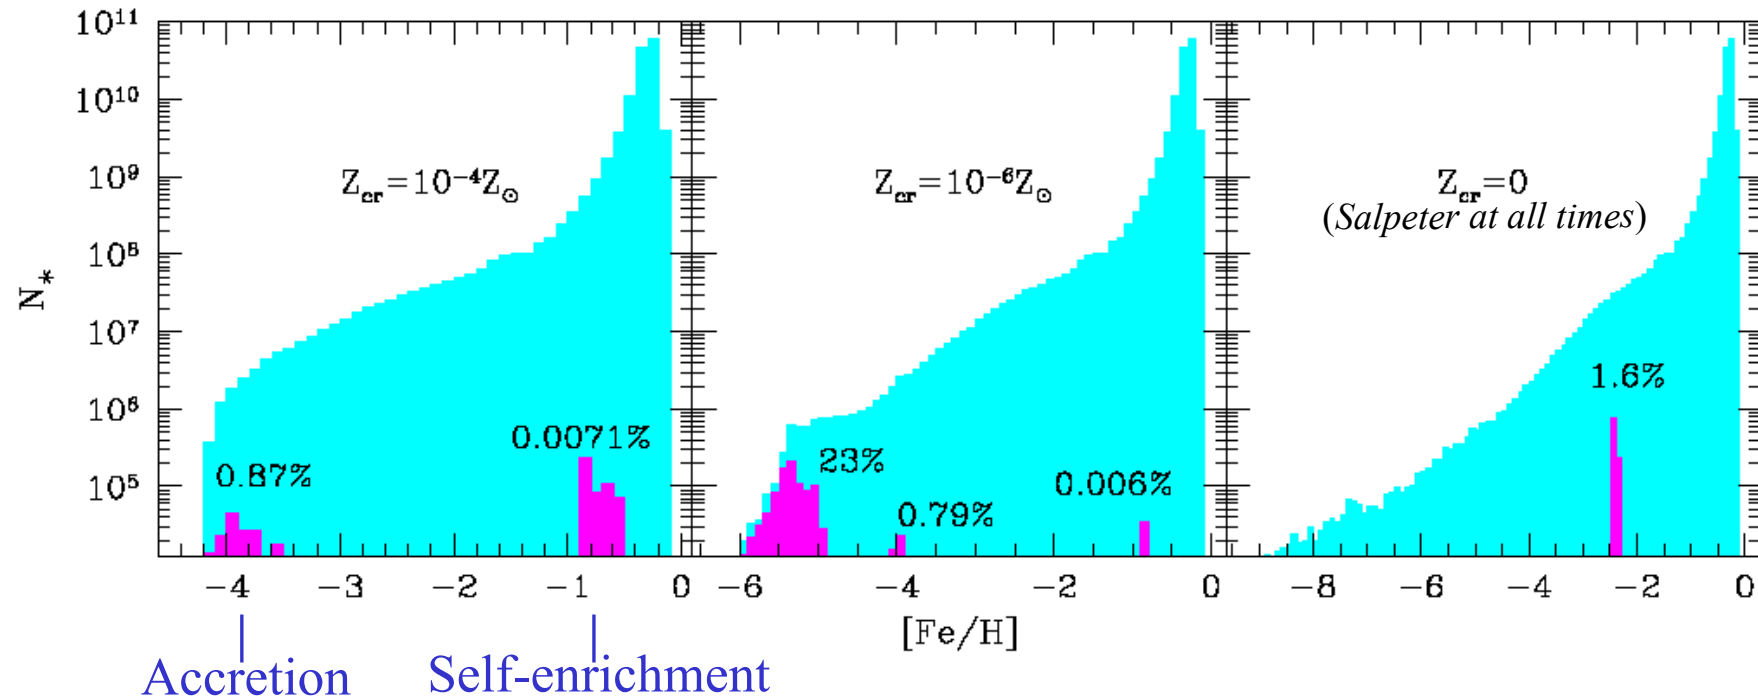 10¹¹
10¹⁰
10⁹
10⁸
10⁷
10⁶
10⁵
N*
Z_cr=10⁻⁴Z⊙
0.87%
0.0071%
Z_cr=10⁻⁶Z⊙
23%
0.79%
0.006%
Z_cr=0
(Salpeter at all times)
1.6%
−4 −3 −2 −1 0 −6 −4 −2 0 −8 −6 −4 −2 0
[Fe/H]
Accretion Self-enrichment